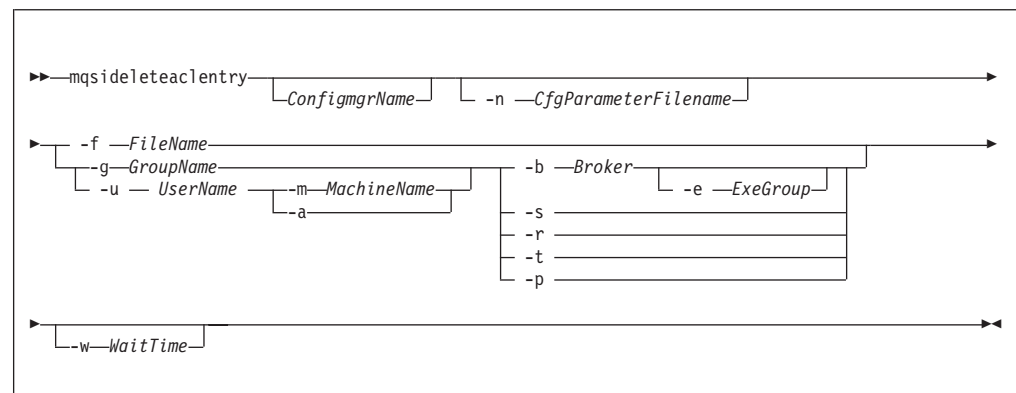 mqsideleteaclentry
ConfigmgrName -n CfgParameterFilename
-f FileName
-g GroupName -b Broker
-u UserName -m MachineName -e ExeGroup
-a -s
-r
-t
-p
-w WaitTime